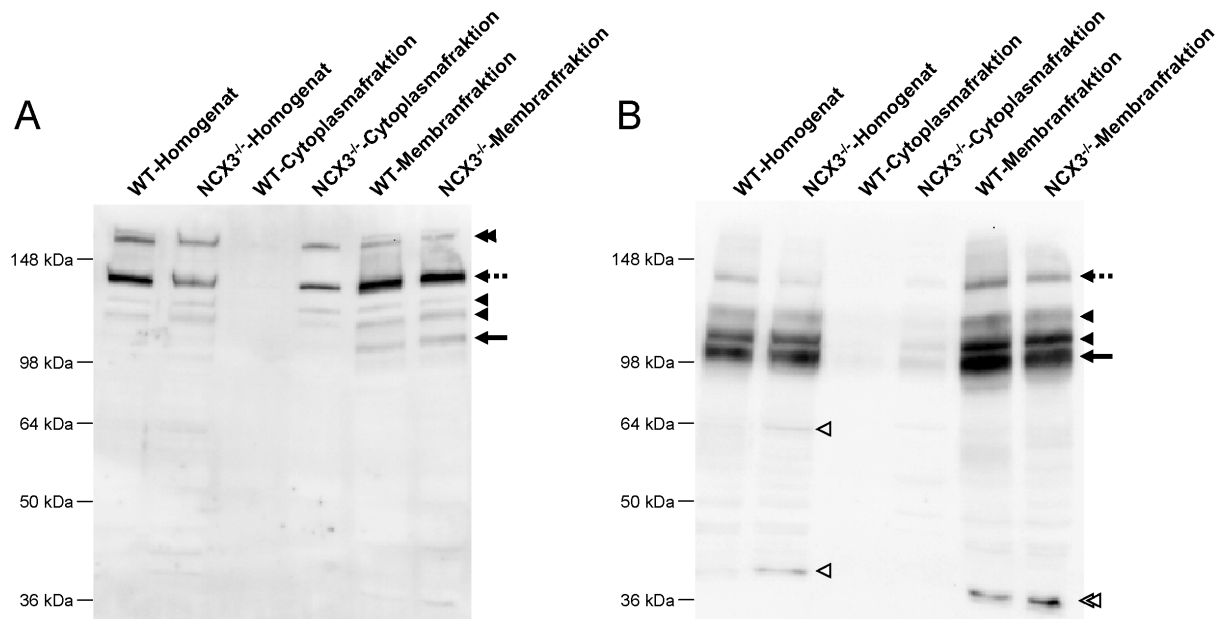 A
WT-Homogenat
NCX3-/--Homogenat
WT-Cytoplasmafraktion
NCX3-/--Cytoplasmafraktion
WT-Membranfraktion
NCX3-/--Membranfraktion
148 kDa
98 kDa
64 kDa
50 kDa
36 kDa
B
WT-Homogenat
NCX3-/--Homogenat
WT-Cytoplasmafraktion
NCX3-/--Cytoplasmafraktion
WT-Membranfraktion
NCX3-/--Membranfraktion
148 kDa
98 kDa
64 kDa
50 kDa
36 kDa